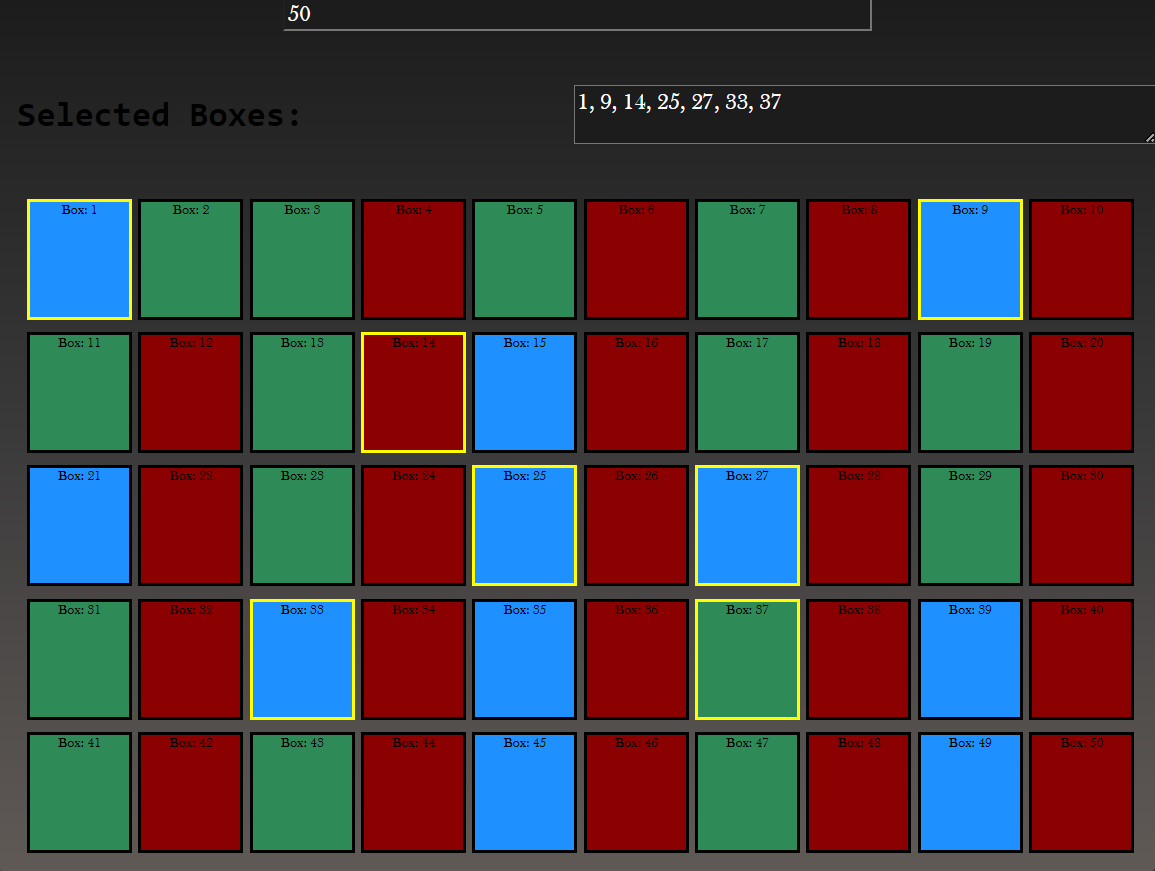 50
Selected Boxes:
1, 9, 14, 25, 27, 33, 37
Box: 1 Box: 2 Box: 3 Box: 4 Box: 5 Box: 6 Box: 7 Box: 8 Box: 9 Box: 10
Box: 11 Box: 12 Box: 13 Box: 14 Box: 15 Box: 16 Box: 17 Box: 18 Box: 19 Box: 20
Box: 21 Box: 22 Box: 23 Box: 24 Box: 25 Box: 26 Box: 27 Box: 28 Box: 29 Box: 30
Box: 31 Box: 32 Box: 33 Box: 34 Box: 35 Box: 36 Box: 37 Box: 38 Box: 39 Box: 40
Box: 41 Box: 42 Box: 43 Box: 44 Box: 45 Box: 46 Box: 47 Box: 48 Box: 49 Box: 50